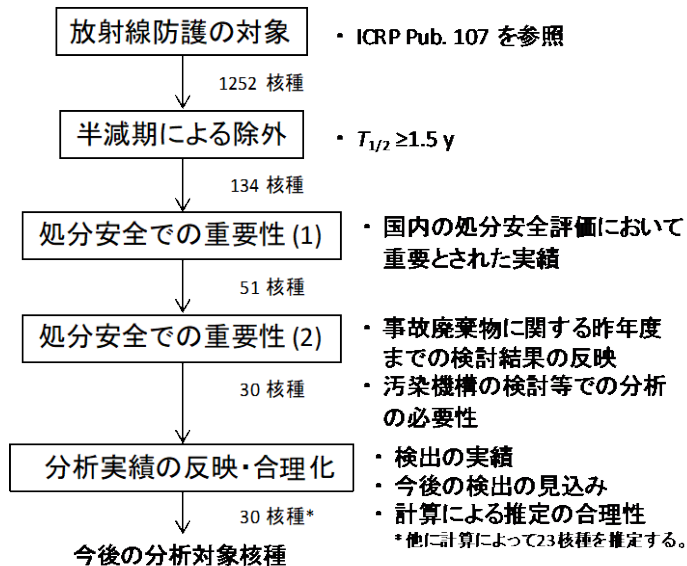 放射線防護の対象
・ ICRP Pub. 107 を参照
1252 核種
半減期による除外
・ T1/2 ≥1.5 y
134 核種
処分安全での重要性 (1)
・ 国内の処分安全評価において
重要とされた実績
51 核種
処分安全での重要性 (2)
・ 事故廃棄物に関する昨年度
までの検討結果の反映
・ 汚染機構の検討等での分析
の必要性
30 核種
分析実績の反映・合理化
・ 検出の実績
・ 今後の検出の見込み
・ 計算による推定の合理性
*他に計算によって23核種を推定する。
30 核種*
今後の分析対象核種